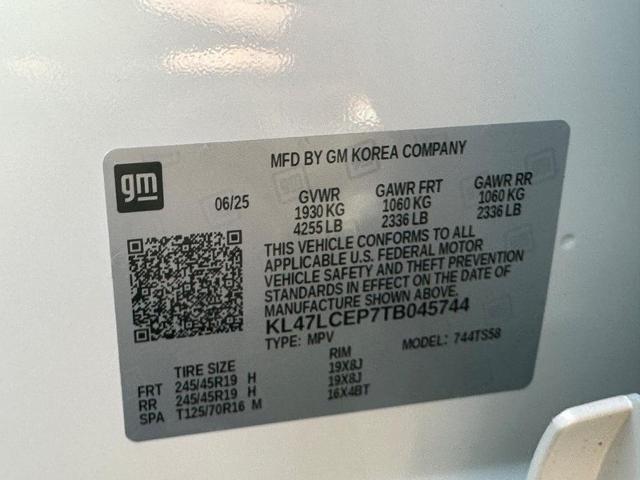 gm
MFD BY GM KOREA COMPANY
06/25
GVWR GAWR FRT GAWR RR
1930 KG 1060 KG 1060 KG
4255 LB 2336 LB 2336 LB
THIS VEHICLE CONFORMS TO ALL
APPLICABLE U.S. FEDERAL MOTOR
VEHICLE SAFETY AND THEFT PREVENTION
STANDARDS IN EFFECT ON THE DATE OF
MANUFACTURE SHOWN ABOVE.
KL47LCEP7TB045744
TYPE: MPV MODEL: 744TS58
TIRE SIZE RIM
FRT 245/45R19 H 19X8J
RR 245/45R19 H 19X8J
SPA T125/70R16 M 16X4BT